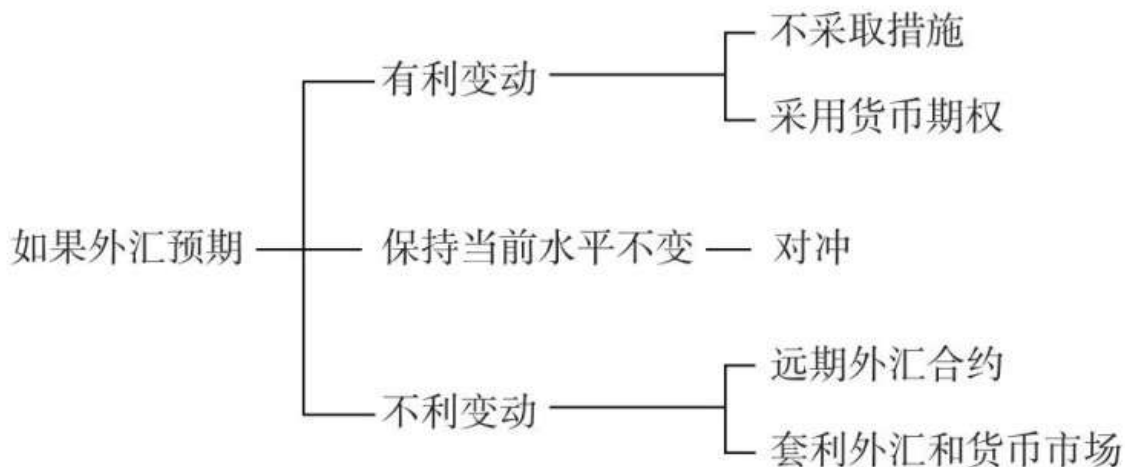 如果外汇预期
有利变动
不采取措施
采用货币期权
保持当前水平不变
对冲
不利变动
远期外汇合约
套利外汇和货币市场